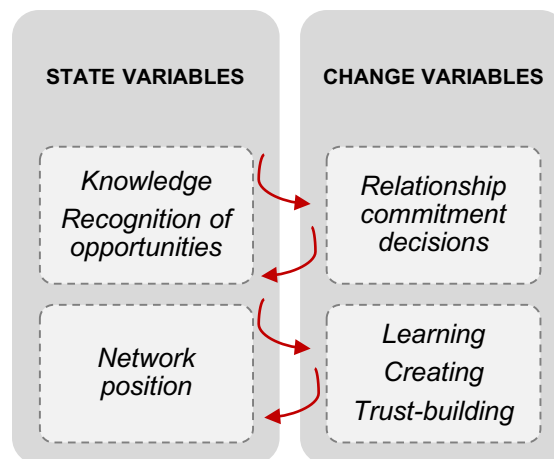 STATE VARIABLES
CHANGE VARIABLES
Knowledge
Recognition of
opportunities
Relationship
commitment
decisions
Network
position
Learning
Creating
Trust-building